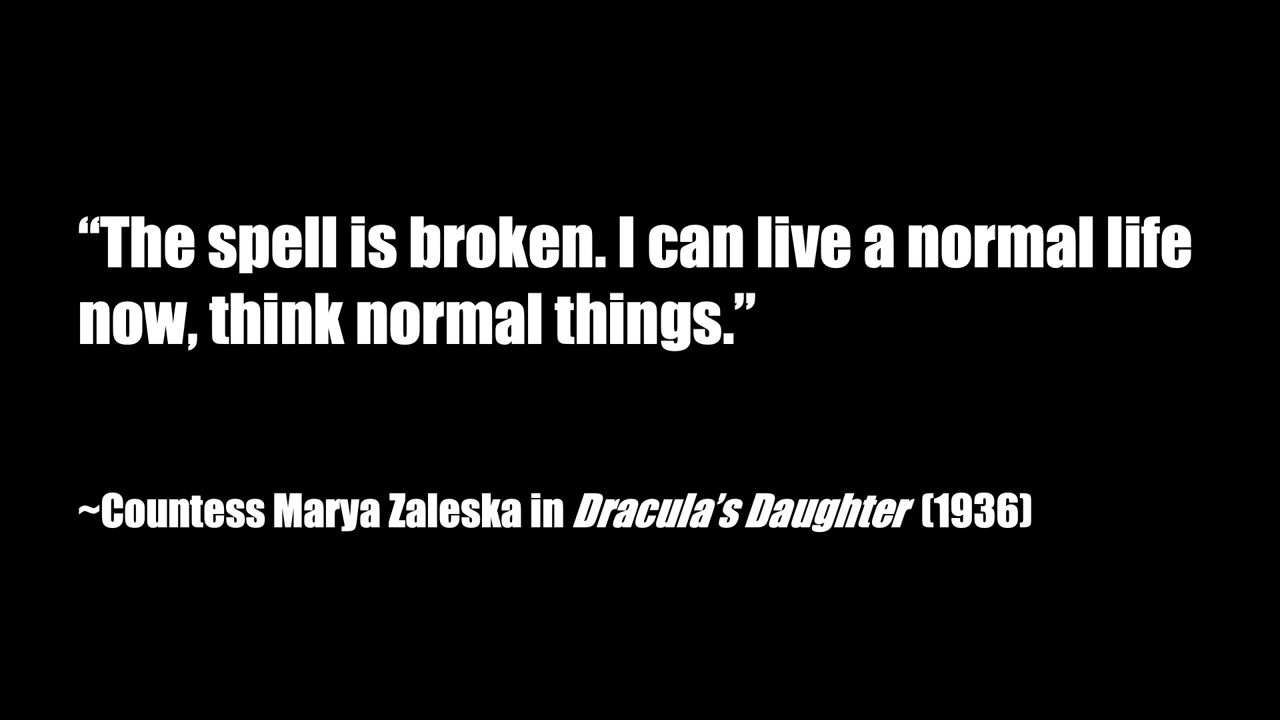 “The spell is broken. I can live a normal life
now, think normal things.”
~Countess Marya Zaleska in Dracula’s Daughter (1936)